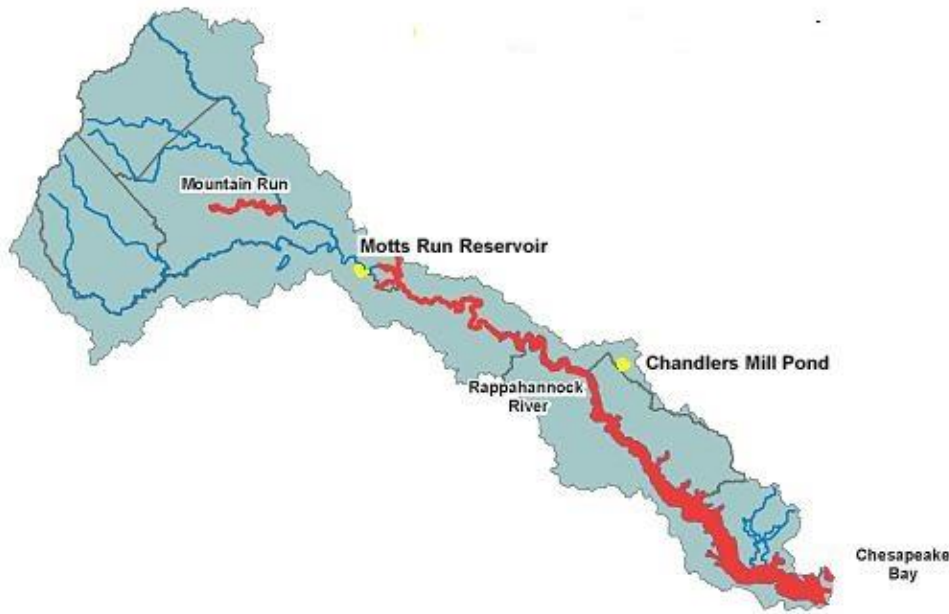 Mountain Run
Motts Run Reservoir
Chandlers Mill Pond
Rappahannock
River
Chesapeake
Bay